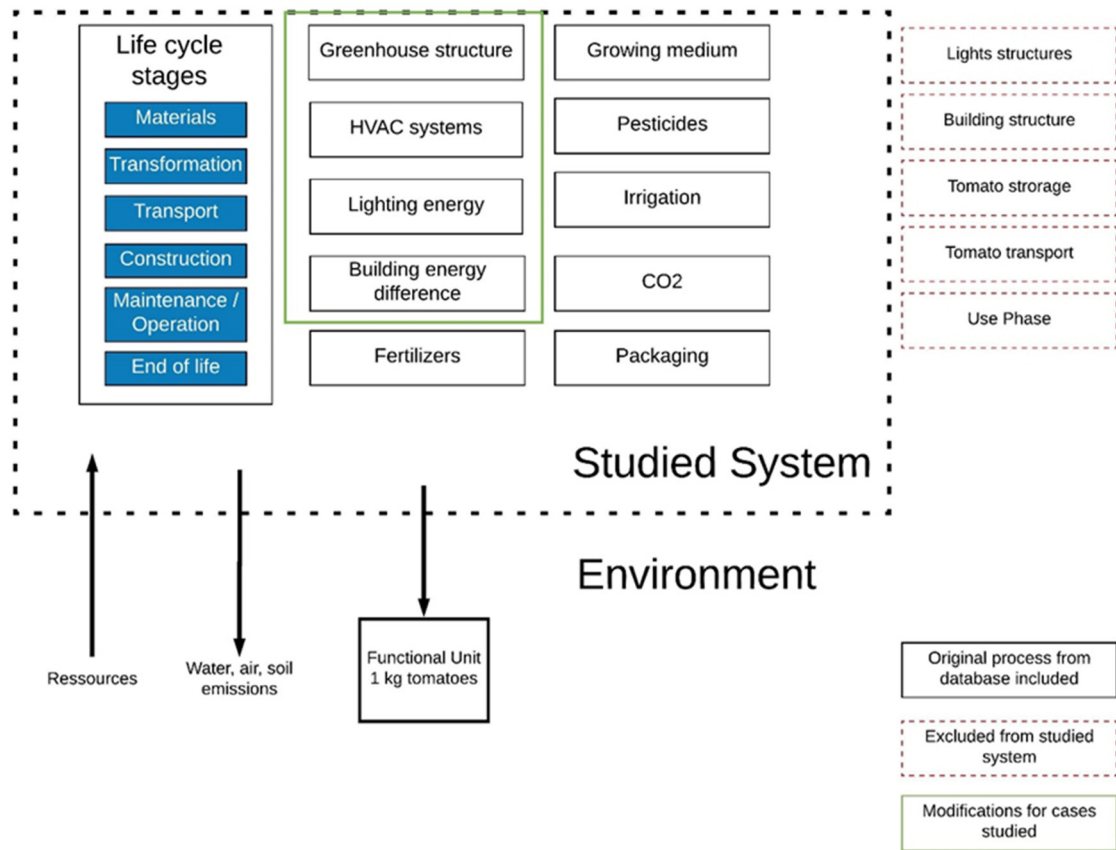 Life cycle
stages
Materials
Transformation
Transport
Construction
Maintenance /
Operation
End of life
Greenhouse structure
HVAC systems
Lighting energy
Building energy
difference
Fertilizers
Growing medium
Pesticides
Irrigation
CO2
Packaging
Lights structures
Building structure
Tomato strorage
Tomato transport
Use Phase
Studied System
Environment
Ressources
Water, air, soil
emissions
Functional Unit
1 kg tomatoes
Original process from
database included
Excluded from studied
system
Modifications for cases
studied